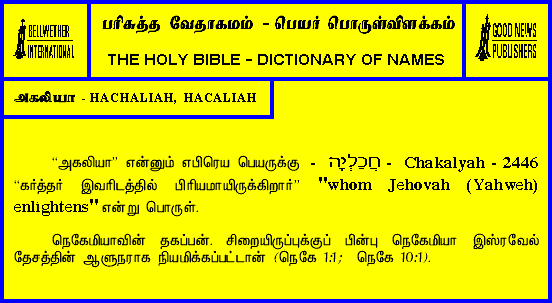 BELLWETHER
INTERNATIONAL
பரிசுத்த வேதாகமம் - பெயர் பொருள்விளக்கம்
THE HOLY BIBLE - DICTIONARY OF NAMES
GOOD NEWS
PUBLISHERS
அகலியா - HACHALIAH, HACALIAH
“அகலியா” என்னும் எபிரெய பெயருக்கு - חֲכַלְיָה - Chakalyah - 2446
“கர்த்தர் இவரிடத்தில் பிரியமாயிருக்கிறார்” "whom Jehovah (Yahweh)
enlightens" என்று பொருள்.
நெகேமியாவின் தகப்பன். சிறையிருப்புக்குப் பின்பு நெகேமியா இஸ்ரவேல்
தேசத்தின் ஆளுநராக நியமிக்கப்பட்டான் (நெகே 1:1; நெகே 10:1).